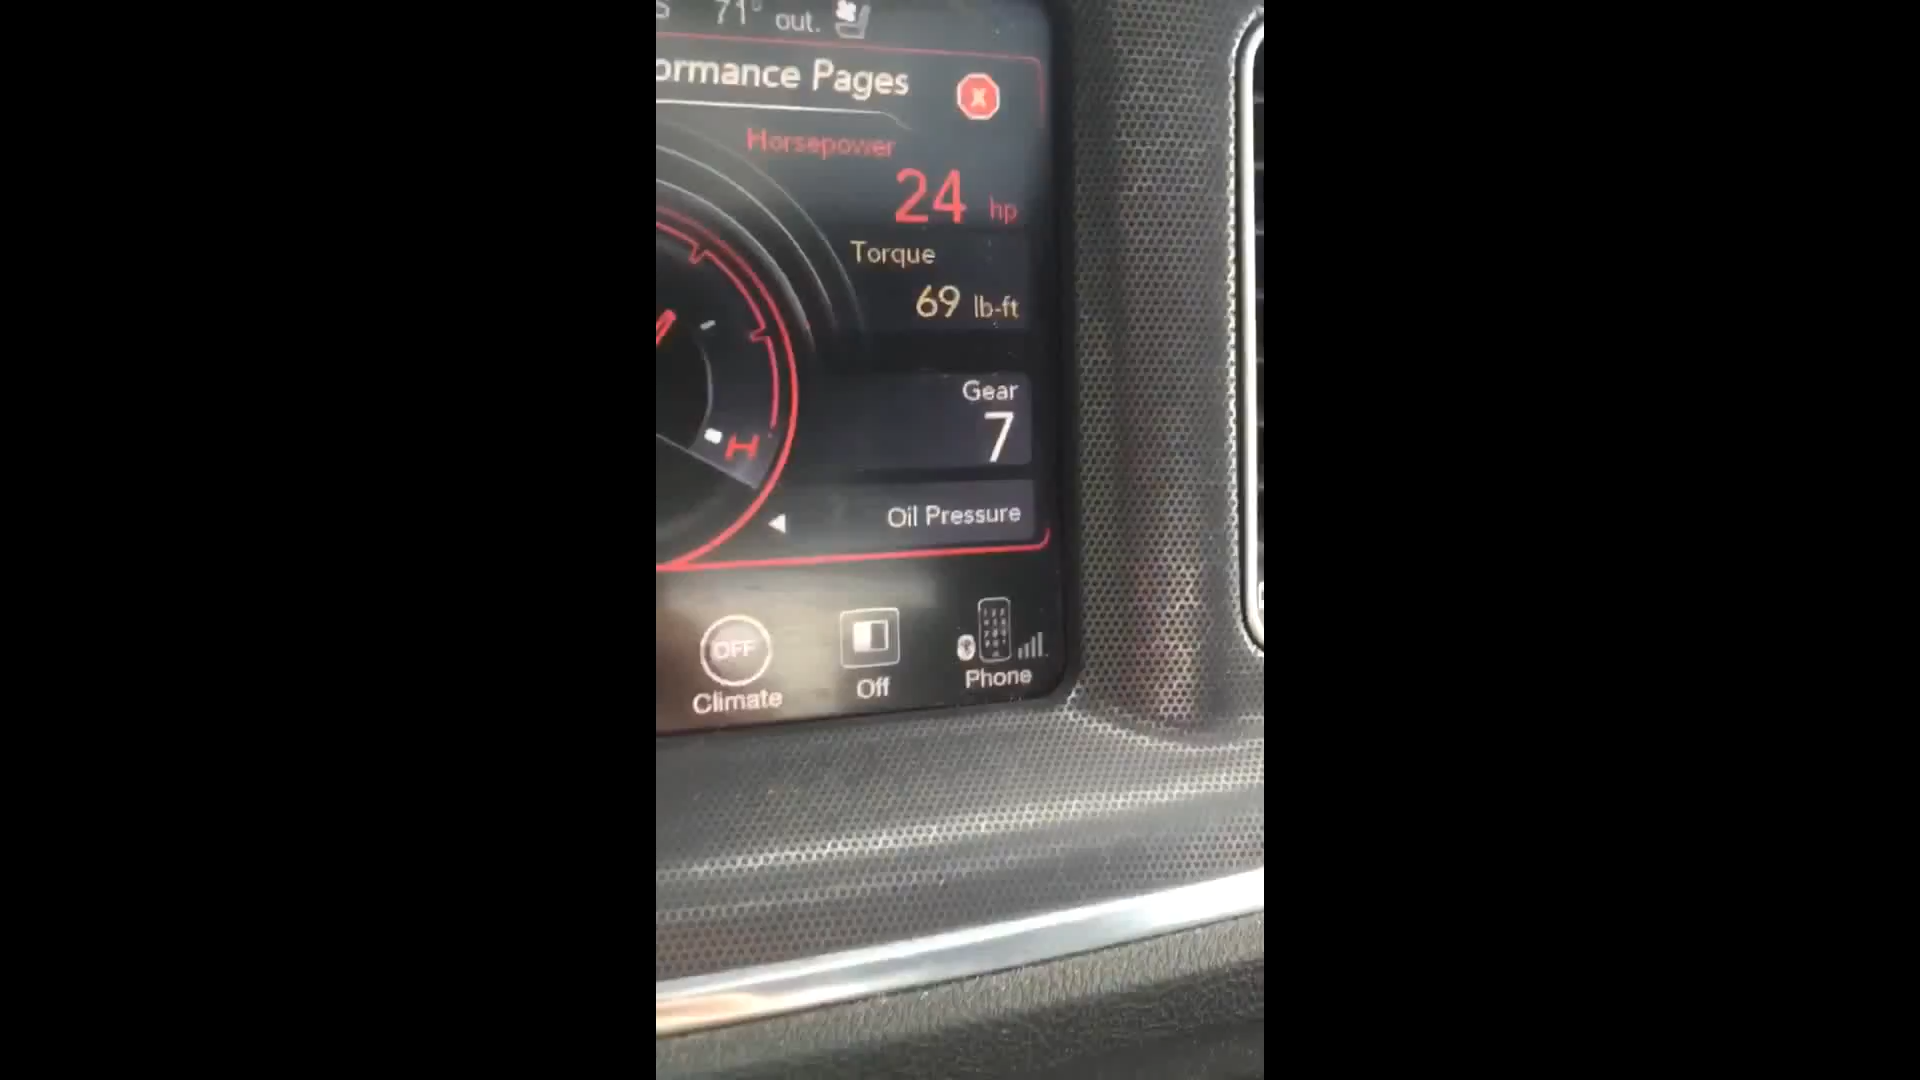 71° out.
ormance Pages
X
Horsepower
24 hp
Torque
69 lb-ft
Gear
7
H
Oil Pressure
OFF
Climate
Off
Phone